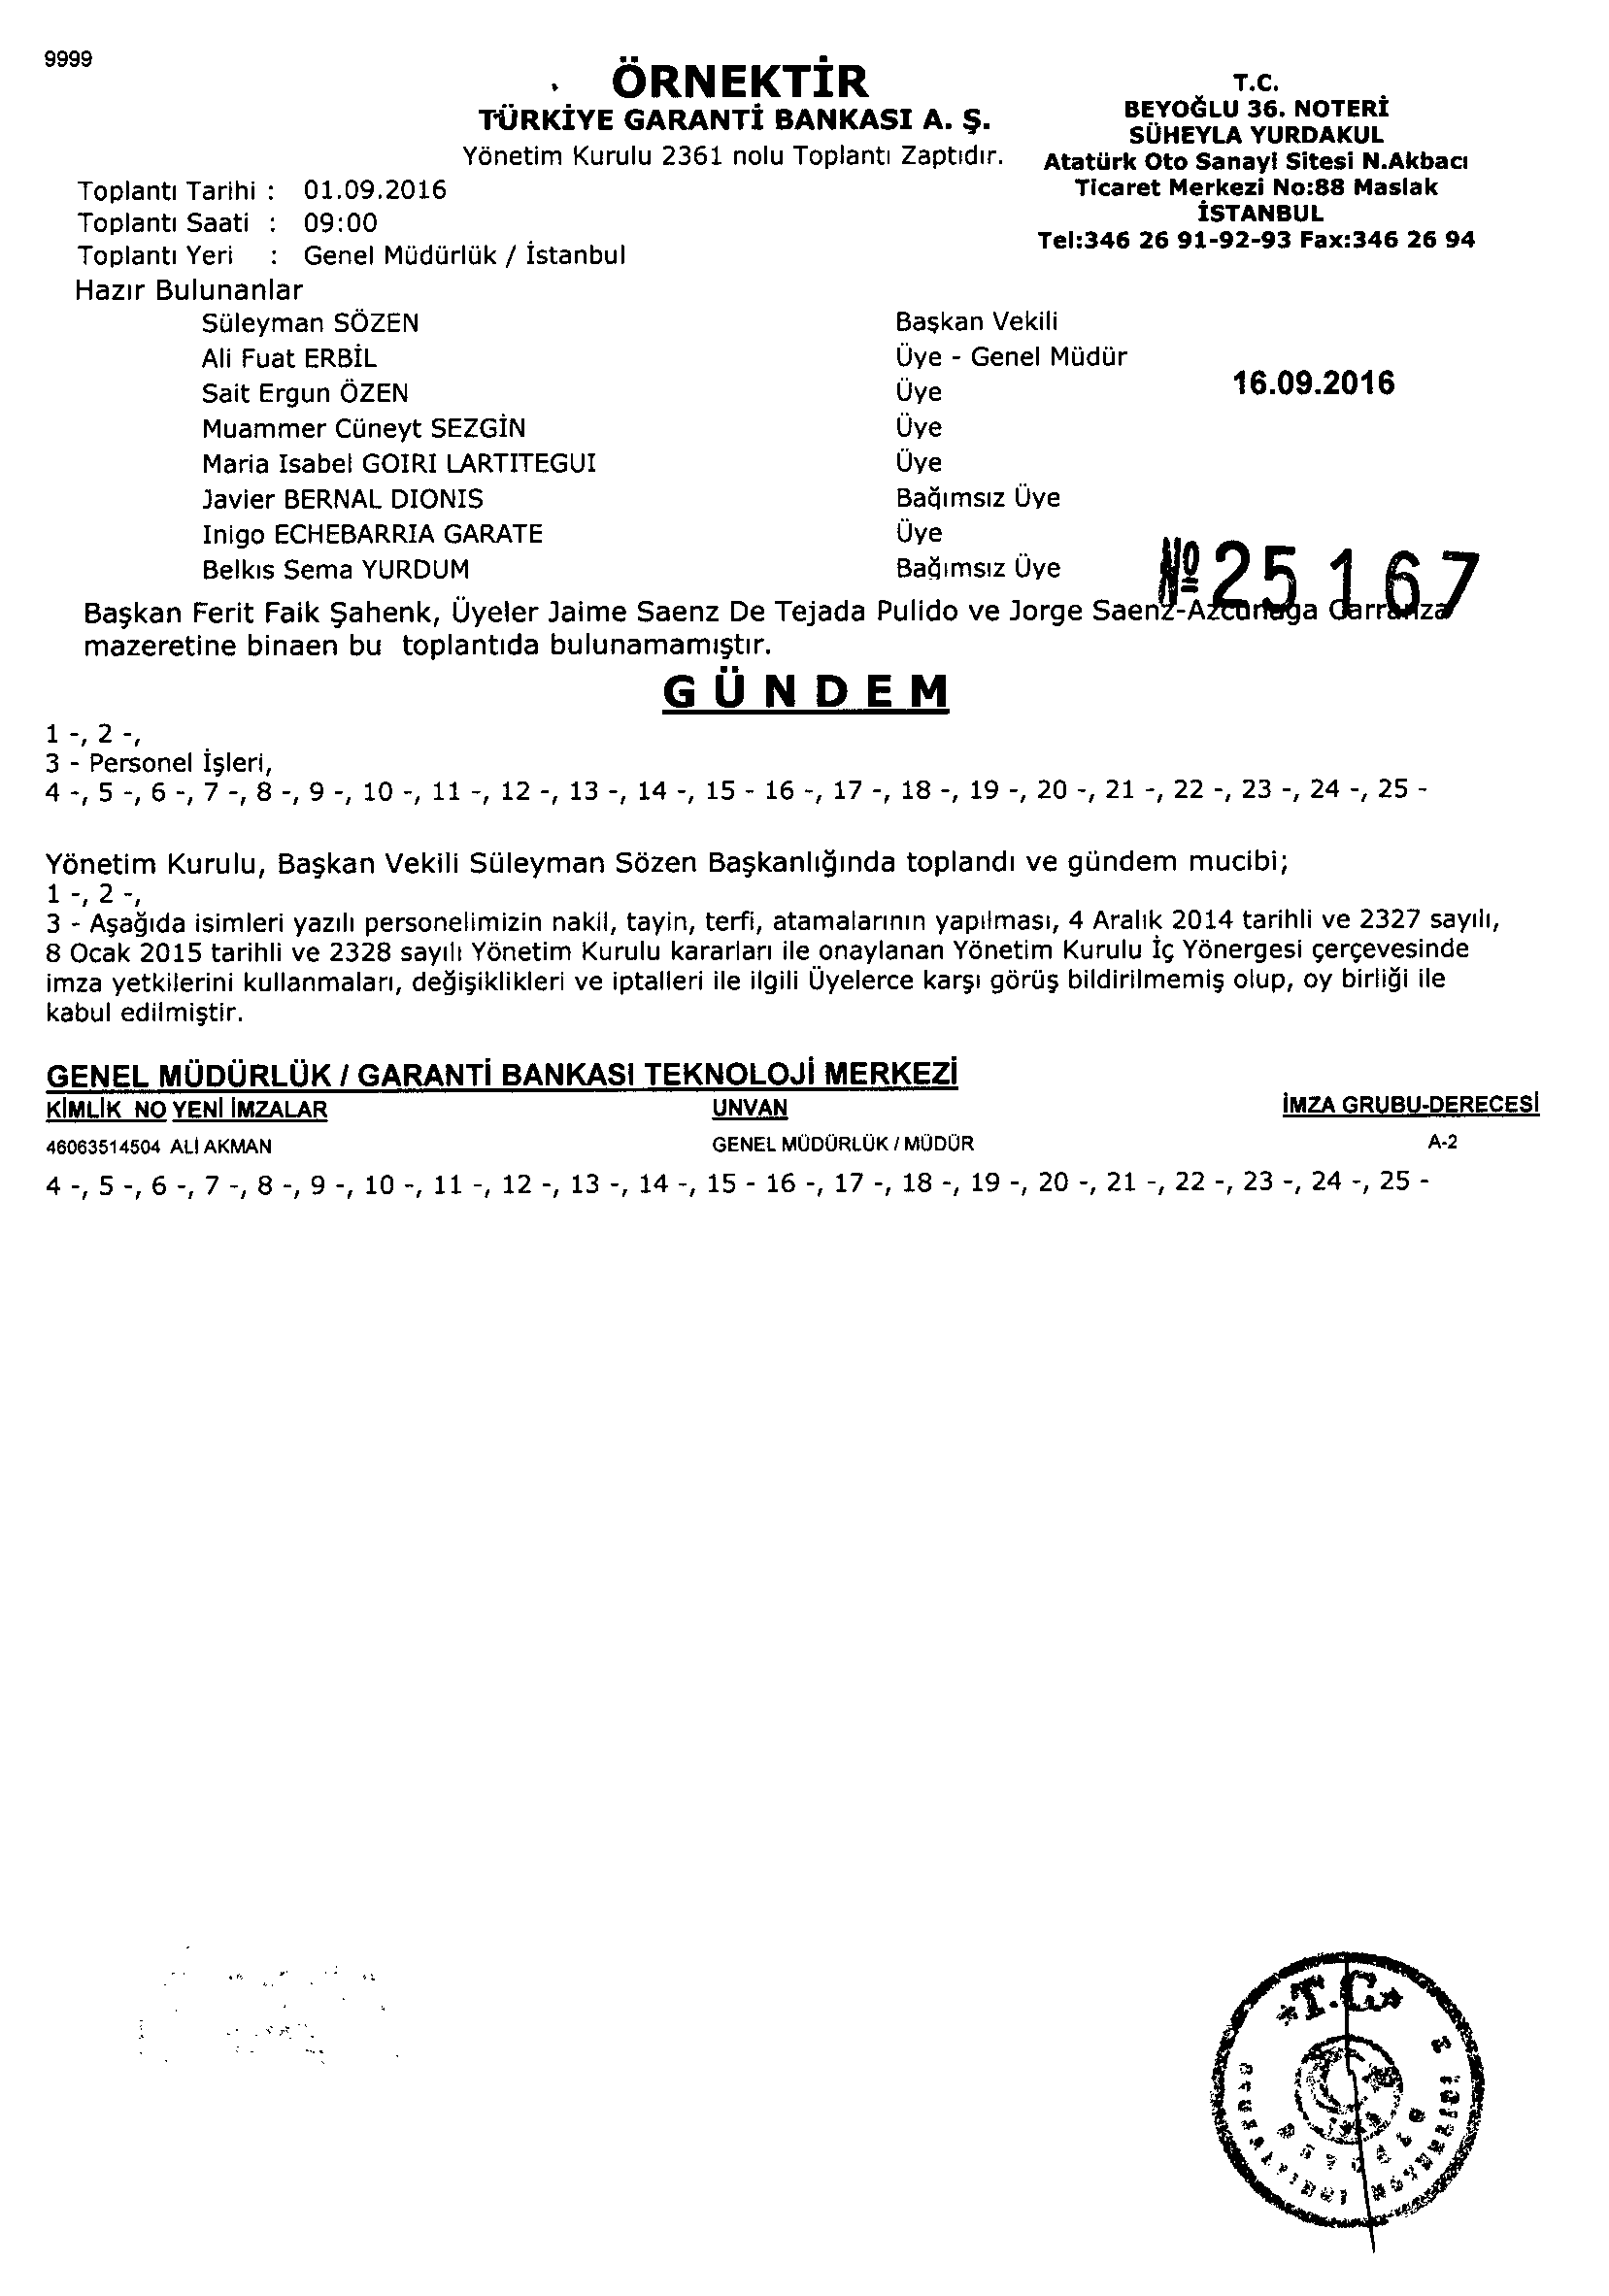 9999
ÖRNEKTİR
TÜRKİYE GARANTİ BANKASI A. Ş.
Yönetim Kurulu 2361 nolu Toplantı Zaptıdır.
T.C.
BEYOĞLU 36. NOTERİ
SÜHEYLA YURDAKUL
Atatürk Oto Sanayi Sitesi N.Akbacı
Ticaret Merkezi No:88 Maslak
İSTANBUL
Tel:346 26 91-92-93 Fax:346 26 94
Toplantı Tarihi : 01.09.2016
Toplantı Saati : 09:00
Toplantı Yeri : Genel Müdürlük / İstanbul
Hazır Bulunanlar
Süleyman SÖZEN Başkan Vekili
Ali Fuat ERBİL Üye - Genel Müdür
16.09.2016
Sait Ergun ÖZEN Üye
Muammer Cüneyt SEZGİN Üye
Maria Isabel GOIRI LARTITEGUI Üye
Javier BERNAL DIONIS Bağımsız Üye
Inigo ECHEBARRIA GARATE Üye
Belkıs Sema YURDUM Bağımsız Üye
Nº 25167
Başkan Ferit Faik Şahenk, Üyeler Jaime Saenz De Tejada Pulido ve Jorge Saenz-Azcunaga Carranza
mazeretine binaen bu toplantıda bulunamamıştır.
GÜNDEM
1 -, 2 -,
3 - Personel İşleri,
4 -, 5 -, 6 -, 7 -, 8 -, 9 -, 10 -, 11 -, 12 -, 13 -, 14 -, 15 - 16 -, 17 -, 18 -, 19 -, 20 -, 21 -, 22 -, 23 -, 24 -, 25 -
Yönetim Kurulu, Başkan Vekili Süleyman Sözen Başkanlığında toplandı ve gündem mucibi;
1 -, 2 -,
3 - Aşağıda isimleri yazılı personelimizin nakil, tayin, terfi, atamalarının yapılması, 4 Aralık 2014 tarihli ve 2327 sayılı,
8 Ocak 2015 tarihli ve 2328 sayılı Yönetim Kurulu kararları ile onaylanan Yönetim Kurulu İç Yönergesi çerçevesinde
imza yetkilerini kullanmaları, değişiklikleri ve iptalleri ile ilgili Üyelerce karşı görüş bildirilmemiş olup, oy birliği ile
kabul edilmiştir.
GENEL MÜDÜRLÜK / GARANTİ BANKASI TEKNOLOJİ MERKEZİ
KİMLİK NO YENİ İMZALAR UNVAN İMZA GRUBU-DERECESİ
46063514504 ALİ AKMAN GENEL MÜDÜRLÜK / MÜDÜR A-2
4 -, 5 -, 6 -, 7 -, 8 -, 9 -, 10 -, 11 -, 12 -, 13 -, 14 -, 15 - 16 -, 17 -, 18 -, 19 -, 20 -, 21 -, 22 -, 23 -, 24 -, 25 -
T.C.